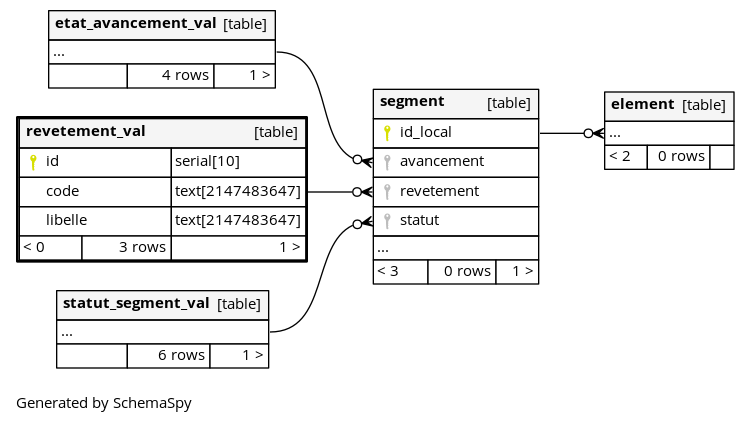 etat_avancement_val [table]
...
4 rows 1 >
revetement_val [table]
id serial[10]
code text[2147483647]
libelle text[2147483647]
< 0 3 rows 1 >
statut_segment_val [table]
...
6 rows 1 >
segment [table]
id_local
avancement
revetement
statut
...
< 3 0 rows 1 >
element [table]
...
< 2 0 rows
Generated by SchemaSpy